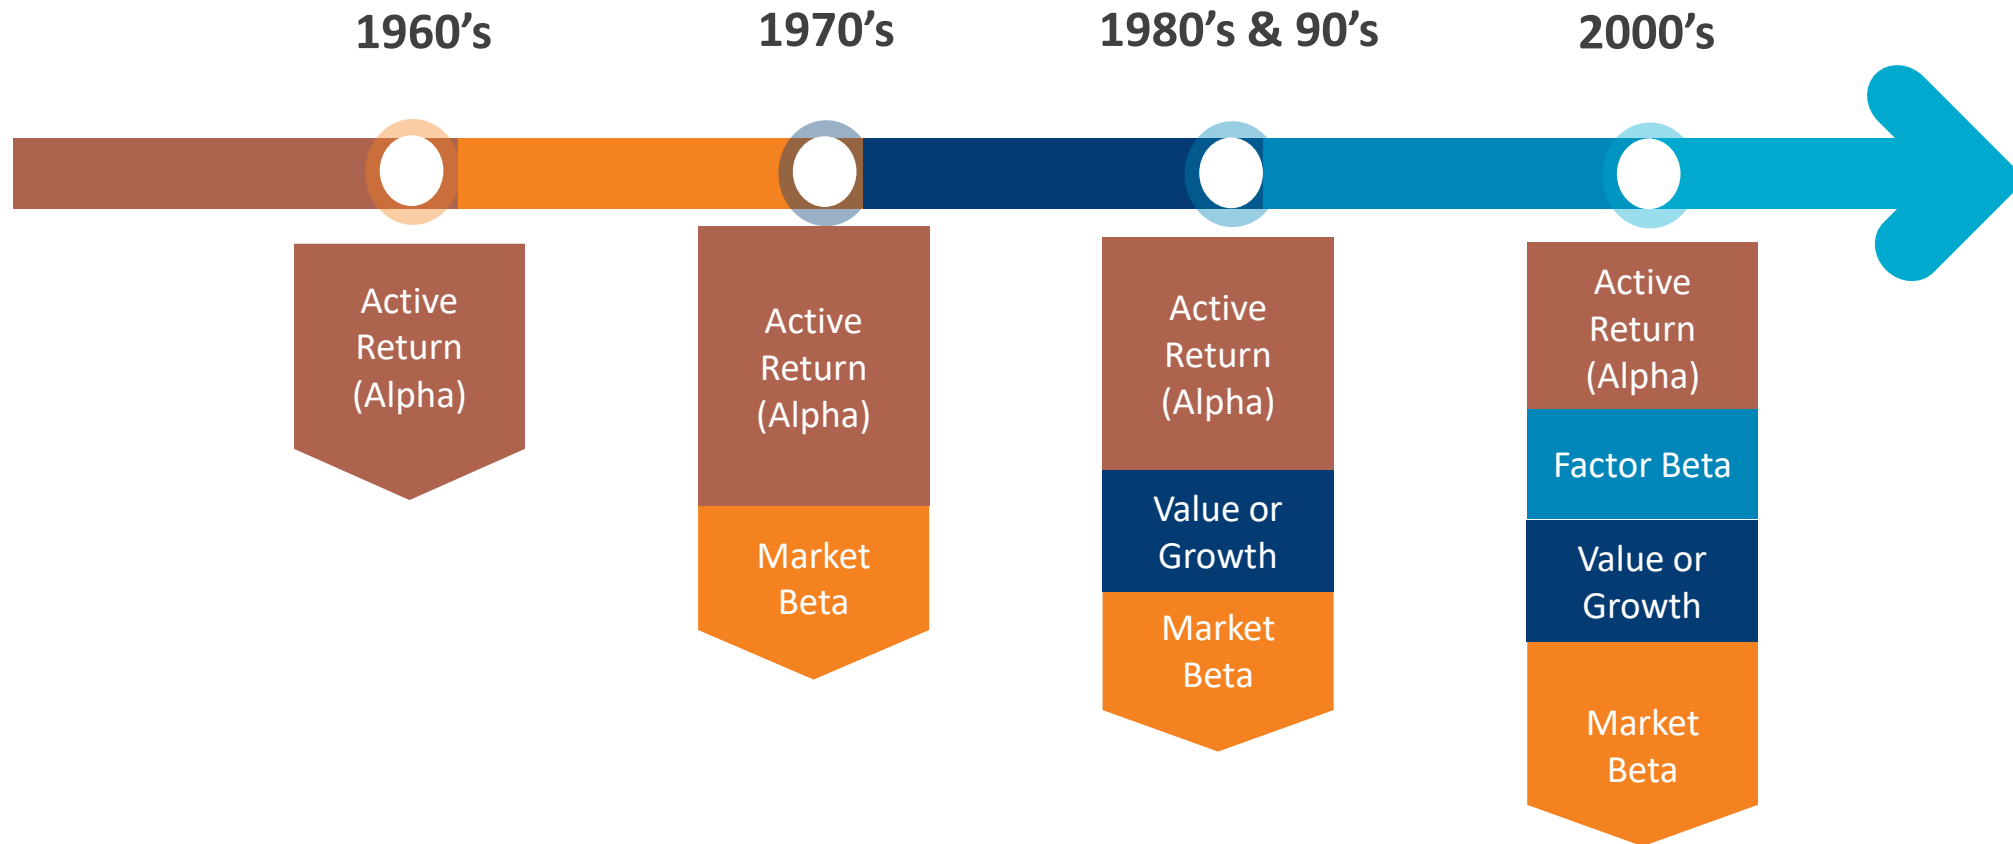 1960’s
1970’s
1980’s & 90’s
2000’s
Active
Return
(Alpha)
Active
Return
(Alpha)
Market
Beta
Active
Return
(Alpha)
Value or
Growth
Market
Beta
Active
Return
(Alpha)
Factor Beta
Value or
Growth
Market
Beta